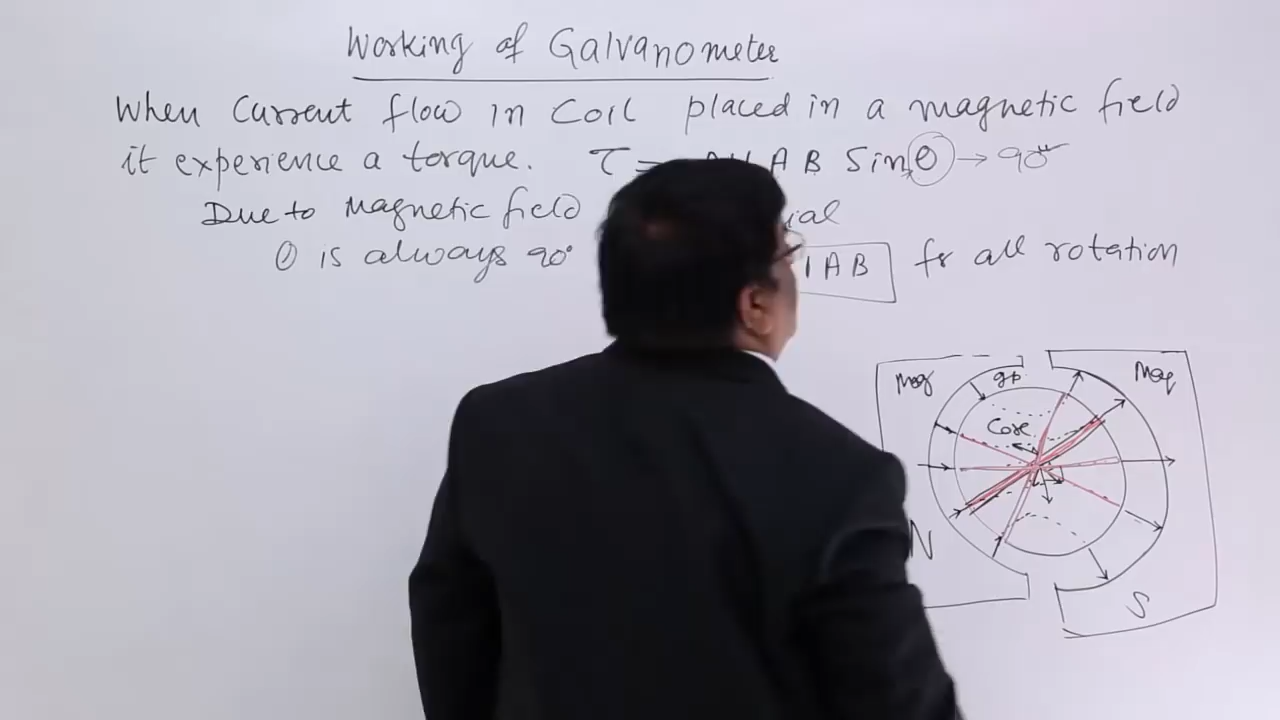 Working of Galvanometer
When Current flow in Coil placed in a magnetic field
it experience a torque. τ = A B Sin θ → 90°
Due to Magnetic field ial
θ is always 90° I A B for all rotation
Mag gap Mag
Core
N
S